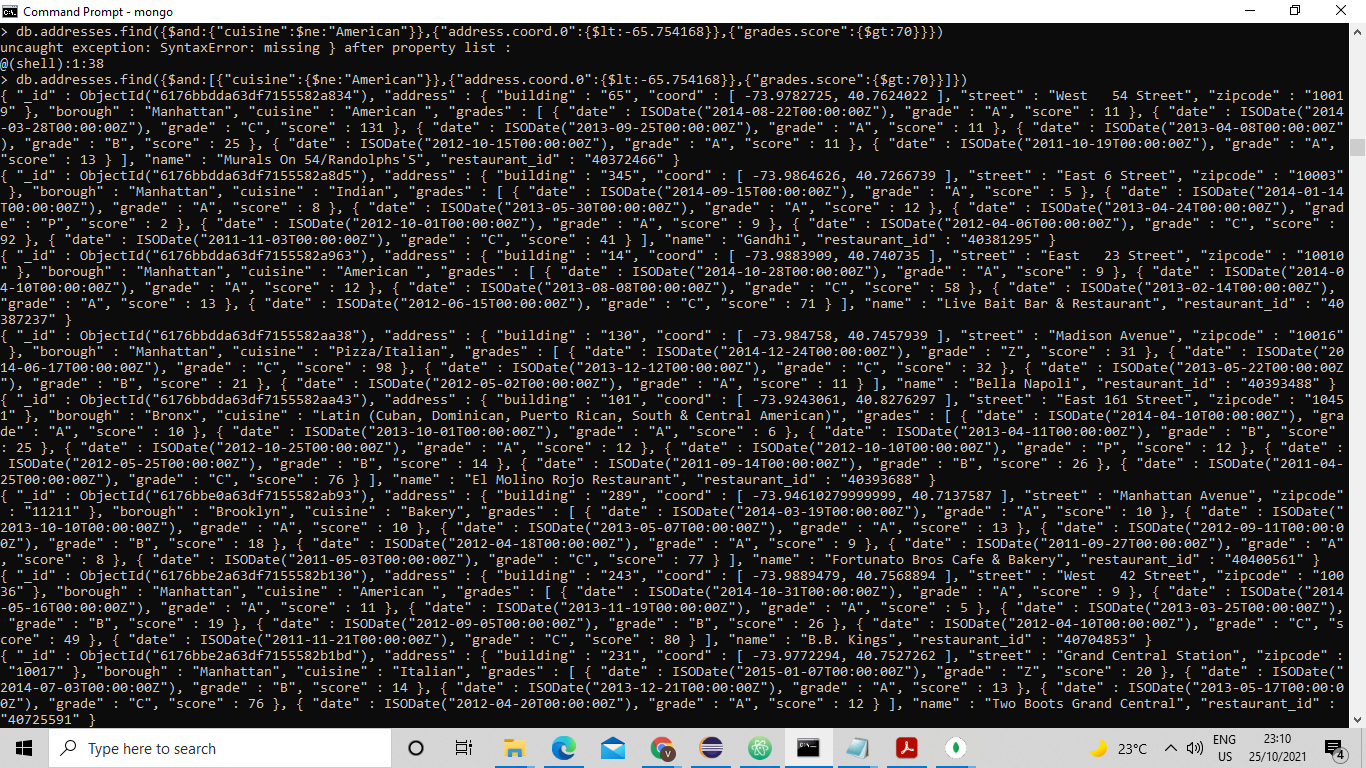 Command Prompt - mongo
> db.addresses.find({$and:{"cuisine":$ne:"American"}},{"address.coord.0":{$lt:-65.754168}},{"grades.score":{$gt:70}}})
uncaught exception: SyntaxError: missing } after property list :
@(shell):1:38
> db.addresses.find({$and:[{"cuisine":{$ne:"American"}},{"address.coord.0":{$lt:-65.754168}},{"grades.score":{$gt:70}}]})
{ "_id" : ObjectId("6176bbdda63df7155582a834"), "address" : { "building" : "65", "coord" : [ -73.9782725, 40.7624022 ], "street" : "West   54 Street", "zipcode" : "1001
9" }, "borough" : "Manhattan", "cuisine" : "American ", "grades" : [ { "date" : ISODate("2014-08-22T00:00:00Z"), "grade" : "A", "score" : 11 }, { "date" : ISODate("2014
-03-28T00:00:00Z"), "grade" : "C", "score" : 131 }, { "date" : ISODate("2013-09-25T00:00:00Z"), "grade" : "A", "score" : 11 }, { "date" : ISODate("2013-04-08T00:00:00Z"
), "grade" : "B", "score" : 25 }, { "date" : ISODate("2012-10-15T00:00:00Z"), "grade" : "A", "score" : 11 }, { "date" : ISODate("2011-10-19T00:00:00Z"), "grade" : "A",
"score" : 13 } ], "name" : "Murals On 54/Randolphs'S", "restaurant_id" : "40372466" }
{ "_id" : ObjectId("6176bbdda63df7155582a8d5"), "address" : { "building" : "345", "coord" : [ -73.9864626, 40.7266739 ], "street" : "East 6 Street", "zipcode" : "10003"
 }, "borough" : "Manhattan", "cuisine" : "Indian", "grades" : [ { "date" : ISODate("2014-09-15T00:00:00Z"), "grade" : "A", "score" : 5 }, { "date" : ISODate("2014-01-14
T00:00:00Z"), "grade" : "A", "score" : 8 }, { "date" : ISODate("2013-05-30T00:00:00Z"), "grade" : "A", "score" : 12 }, { "date" : ISODate("2013-04-24T00:00:00Z"), "grad
e" : "P", "score" : 2 }, { "date" : ISODate("2012-10-01T00:00:00Z"), "grade" : "A", "score" : 9 }, { "date" : ISODate("2012-04-06T00:00:00Z"), "grade" : "C", "score" :
92 }, { "date" : ISODate("2011-11-03T00:00:00Z"), "grade" : "C", "score" : 41 } ], "name" : "Gandhi", "restaurant_id" : "40381295" }
{ "_id" : ObjectId("6176bbdda63df7155582a963"), "address" : { "building" : "14", "coord" : [ -73.9883909, 40.740735 ], "street" : "East   23 Street", "zipcode" : "10010
" }, "borough" : "Manhattan", "cuisine" : "American ", "grades" : [ { "date" : ISODate("2014-10-28T00:00:00Z"), "grade" : "A", "score" : 9 }, { "date" : ISODate("2014-0
4-10T00:00:00Z"), "grade" : "A", "score" : 12 }, { "date" : ISODate("2013-08-08T00:00:00Z"), "grade" : "C", "score" : 58 }, { "date" : ISODate("2013-02-14T00:00:00Z"),
"grade" : "A", "score" : 13 }, { "date" : ISODate("2012-06-15T00:00:00Z"), "grade" : "C", "score" : 71 } ], "name" : "Live Bait Bar & Restaurant", "restaurant_id" : "40
387237" }
{ "_id" : ObjectId("6176bbdda63df7155582aa38"), "address" : { "building" : "130", "coord" : [ -73.984758, 40.7457939 ], "street" : "Madison Avenue", "zipcode" : "10016"
 }, "borough" : "Manhattan", "cuisine" : "Pizza/Italian", "grades" : [ { "date" : ISODate("2014-12-24T00:00:00Z"), "grade" : "Z", "score" : 31 }, { "date" : ISODate("20
14-06-17T00:00:00Z"), "grade" : "C", "score" : 98 }, { "date" : ISODate("2013-12-12T00:00:00Z"), "grade" : "C", "score" : 32 }, { "date" : ISODate("2013-05-22T00:00:00Z
"), "grade" : "B", "score" : 21 }, { "date" : ISODate("2012-05-02T00:00:00Z"), "grade" : "A", "score" : 11 } ], "name" : "Bella Napoli", "restaurant_id" : "40393488" }
{ "_id" : ObjectId("6176bbdda63df7155582aa43"), "address" : { "building" : "101", "coord" : [ -73.9243061, 40.8276297 ], "street" : "East 161 Street", "zipcode" : "1045
1" }, "borough" : "Bronx", "cuisine" : "Latin (Cuban, Dominican, Puerto Rican, South & Central American)", "grades" : [ { "date" : ISODate("2014-04-10T00:00:00Z"), "gra
de" : "A", "score" : 10 }, { "date" : ISODate("2013-10-01T00:00:00Z"), "grade" : "A", "score" : 6 }, { "date" : ISODate("2013-04-11T00:00:00Z"), "grade" : "B", "score"
: 25 }, { "date" : ISODate("2012-10-25T00:00:00Z"), "grade" : "A", "score" : 12 }, { "date" : ISODate("2012-10-10T00:00:00Z"), "grade" : "P", "score" : 12 }, { "date" :
 ISODate("2012-05-25T00:00:00Z"), "grade" : "B", "score" : 14 }, { "date" : ISODate("2011-09-14T00:00:00Z"), "grade" : "B", "score" : 26 }, { "date" : ISODate("2011-04-
25T00:00:00Z"), "grade" : "C", "score" : 76 } ], "name" : "El Molino Rojo Restaurant", "restaurant_id" : "40393688" }
{ "_id" : ObjectId("6176bbe0a63df7155582ab93"), "address" : { "building" : "289", "coord" : [ -73.94610279999999, 40.7137587 ], "street" : "Manhattan Avenue", "zipcode"
 : "11211" }, "borough" : "Brooklyn", "cuisine" : "Bakery", "grades" : [ { "date" : ISODate("2014-03-19T00:00:00Z"), "grade" : "A", "score" : 10 }, { "date" : ISODate("
2013-10-10T00:00:00Z"), "grade" : "A", "score" : 10 }, { "date" : ISODate("2013-05-07T00:00:00Z"), "grade" : "A", "score" : 13 }, { "date" : ISODate("2012-09-11T00:00:0
0Z"), "grade" : "B", "score" : 18 }, { "date" : ISODate("2012-04-18T00:00:00Z"), "grade" : "A", "score" : 9 }, { "date" : ISODate("2011-09-27T00:00:00Z"), "grade" : "A"
, "score" : 8 }, { "date" : ISODate("2011-05-03T00:00:00Z"), "grade" : "C", "score" : 77 } ], "name" : "Fortunato Bros Cafe & Bakery", "restaurant_id" : "40400561" }
{ "_id" : ObjectId("6176bbe2a63df7155582b130"), "address" : { "building" : "243", "coord" : [ -73.9889479, 40.7568894 ], "street" : "West   42 Street", "zipcode" : "100
36" }, "borough" : "Manhattan", "cuisine" : "American ", "grades" : [ { "date" : ISODate("2014-10-31T00:00:00Z"), "grade" : "A", "score" : 9 }, { "date" : ISODate("2014
-05-16T00:00:00Z"), "grade" : "A", "score" : 11 }, { "date" : ISODate("2013-11-19T00:00:00Z"), "grade" : "A", "score" : 5 }, { "date" : ISODate("2013-03-25T00:00:00Z"),
 "grade" : "B", "score" : 19 }, { "date" : ISODate("2012-09-05T00:00:00Z"), "grade" : "B", "score" : 26 }, { "date" : ISODate("2012-04-10T00:00:00Z"), "grade" : "C", "s
core" : 49 }, { "date" : ISODate("2011-11-21T00:00:00Z"), "grade" : "C", "score" : 80 } ], "name" : "B.B. Kings", "restaurant_id" : "40704853" }
{ "_id" : ObjectId("6176bbe2a63df7155582b1bd"), "address" : { "building" : "231", "coord" : [ -73.9772294, 40.7527262 ], "street" : "Grand Central Station", "zipcode" :
 "10017" }, "borough" : "Manhattan", "cuisine" : "Italian", "grades" : [ { "date" : ISODate("2015-01-07T00:00:00Z"), "grade" : "Z", "score" : 20 }, { "date" : ISODate("
2014-07-03T00:00:00Z"), "grade" : "B", "score" : 14 }, { "date" : ISODate("2013-12-21T00:00:00Z"), "grade" : "A", "score" : 13 }, { "date" : ISODate("2013-05-17T00:00:0
0Z"), "grade" : "C", "score" : 76 }, { "date" : ISODate("2012-04-20T00:00:00Z"), "grade" : "A", "score" : 12 } ], "name" : "Two Boots Grand Central", "restaurant_id" :
"40725591" }
Type here to search
23°C
ENG
US
23:10
25/10/2021
4